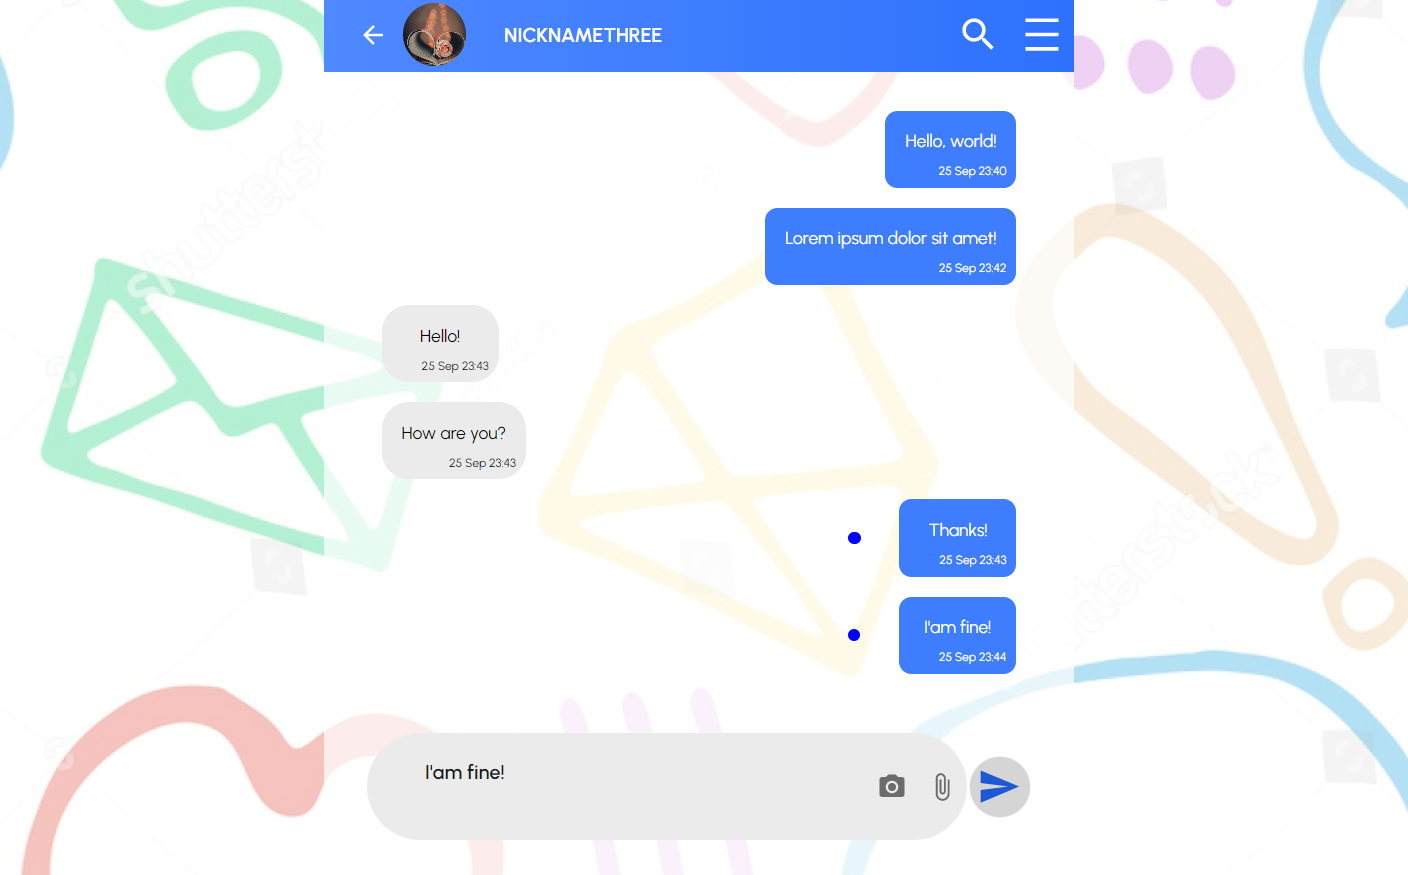 NICKNAMETHREE
Hello, world!
25 Sep 23:40
Lorem ipsum dolor sit amet!
25 Sep 23:42
Hello!
25 Sep 23:43
How are you?
25 Sep 23:43
Thanks!
25 Sep 23:43
I'am fine!
25 Sep 23:44
I'am fine!
shutterstock